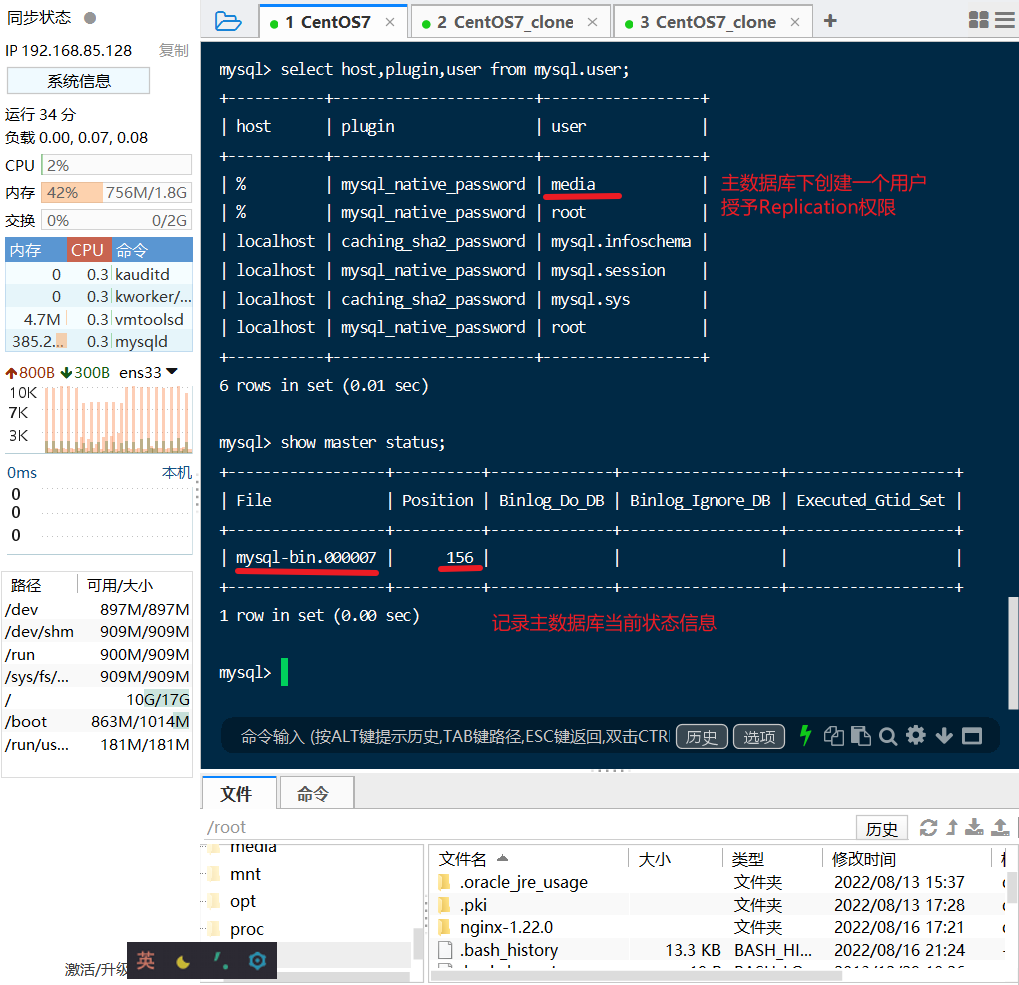 同步状态
IP 192.168.85.128 复制
系统信息
运行 34 分
负载 0.00, 0.07, 0.08
CPU 2%
内存 42% 756M/1.8G
交换 0% 0/2G
内存 CPU 命令
0 0.3 kauditd
0 0.3 kworker/...
4.7M 0.3 vmtoolsd
385.2... 0.3 mysqld
800B 300B ens33
10K
7K
3K
0ms 本机
0
0
0
路径 可用/大小
/dev 897M/897M
/dev/shm 909M/909M
/run 900M/909M
/sys/fs/... 909M/909M
/ 10G/17G
/boot 863M/1014M
/run/us... 181M/181M
激活/升级
英
1 CentOS7 × 2 CentOS7_clone × 3 CentOS7_clone × +
mysql> select host,plugin,user from mysql.user;
+-----------+-----------------------+------------------+
| host | plugin | user |
+-----------+-----------------------+------------------+
| % | mysql_native_password | media |
| % | mysql_native_password | root |
| localhost | caching_sha2_password | mysql.infoschema |
| localhost | mysql_native_password | mysql.session |
| localhost | caching_sha2_password | mysql.sys |
| localhost | mysql_native_password | root |
+-----------+-----------------------+------------------+
6 rows in set (0.01 sec)
主数据库下创建一个用户
授予Replication权限
mysql> show master status;
+------------------+----------+--------------+------------------+-------------------+
| File | Position | Binlog_Do_DB | Binlog_Ignore_DB | Executed_Gtid_Set |
+------------------+----------+--------------+------------------+-------------------+
| mysql-bin.000007 | 156 | | | |
+------------------+----------+--------------+------------------+-------------------+
1 row in set (0.00 sec)
记录主数据库当前状态信息
mysql>
命令输入 (按ALT键提示历史,TAB键路径,ESC键返回,双击CTRL 历史 选项
文件 命令
/root 历史
media
mnt
opt
proc
文件名 大小 类型 修改时间
.oracle_jre_usage 文件夹 2022/08/13 15:37
.pki 文件夹 2022/08/13 17:28
nginx-1.22.0 文件夹 2022/08/16 17:21
.bash_history 13.3 KB BASH_HI... 2022/08/16 21:24